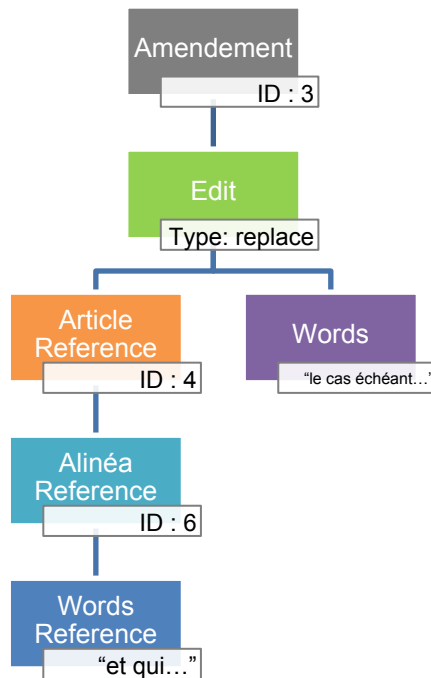 Amendement
ID : 3
Edit
Type: replace
Article
Reference
ID : 4
Words
“le cas échéant…”
Alinéa
Reference
ID : 6
Words
Reference
“et qui…”